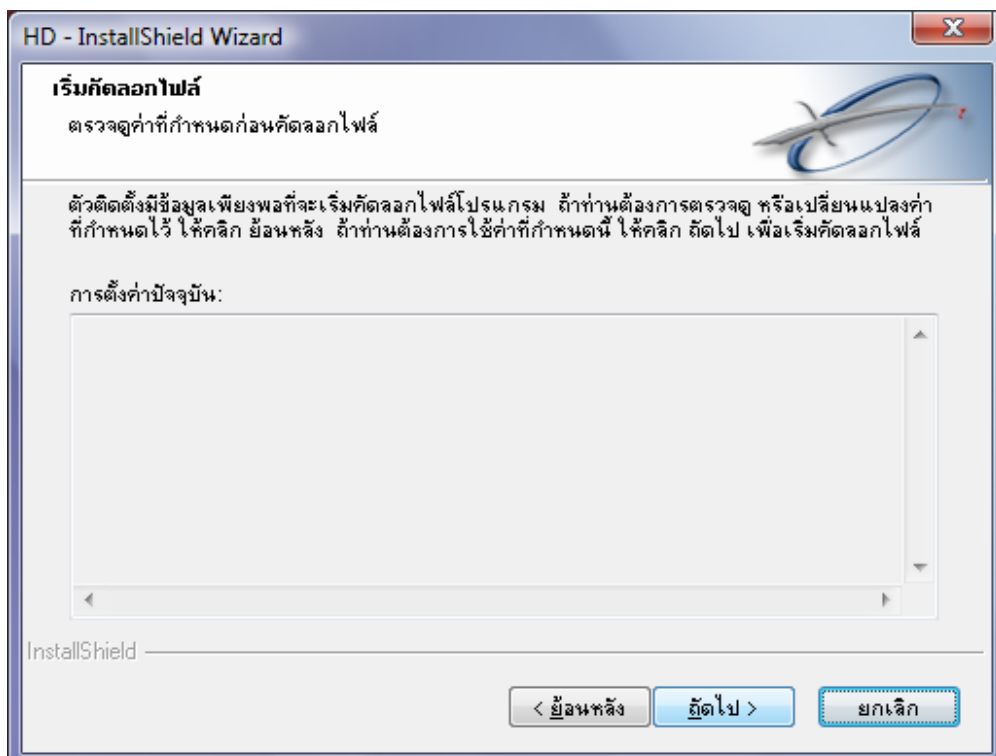 HD - InstallShield Wizard
เริ่มคัดลอกไฟล์
ตรวจดูค่าที่กำหนดก่อนคัดลอกไฟล์
ตัวติดตั้งมีข้อมูลเพียงพอที่จะเริ่มคัดลอกไฟล์โปรแกรม ถ้าท่านต้องการตรวจดู หรือเปลี่ยนแปลงค่า
ที่กำหนดไว้ ให้คลิก ย้อนหลัง ถ้าท่านต้องการใช้ค่าที่กำหนดนี้ ให้คลิก ถัดไป เพื่อเริ่มคัดลอกไฟล์
การตั้งค่าปัจจุบัน:
InstallShield
< ย้อนหลัง ถัดไป > ยกเลิก